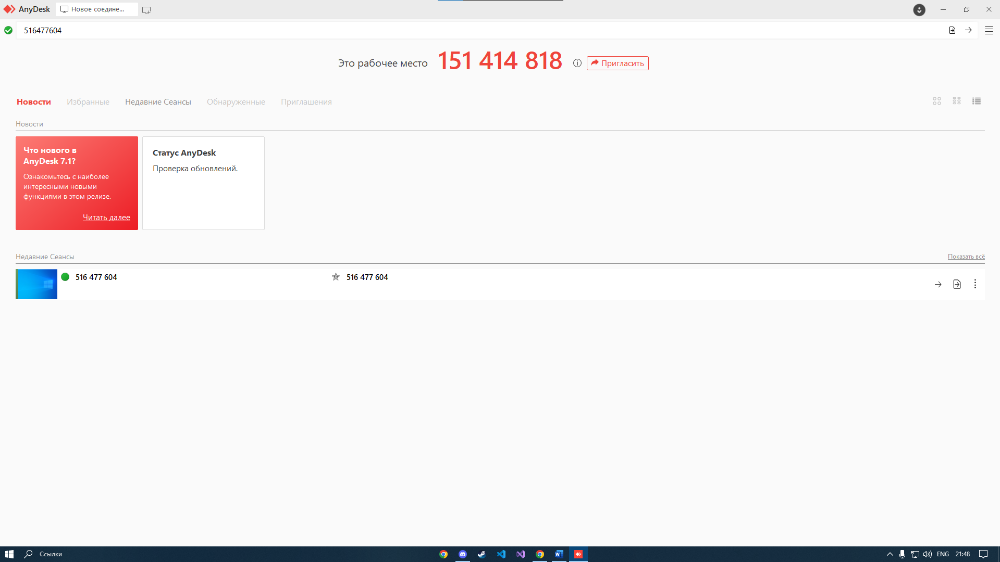 AnyDesk
Новое соедине...
516477604
Это рабочее место 151 414 818 Пригласить
Новости Избранные Недавние Сеансы Обнаруженные Приглашения
Новости
Что нового в
AnyDesk 7.1?
Ознакомьтесь с наиболее
интересными новыми
функциями в этом релизе.
Читать далее
Статус AnyDesk
Проверка обновлений.
Недавние Сеансы Показать всё
516 477 604 516 477 604
Ссылки ENG 21:48